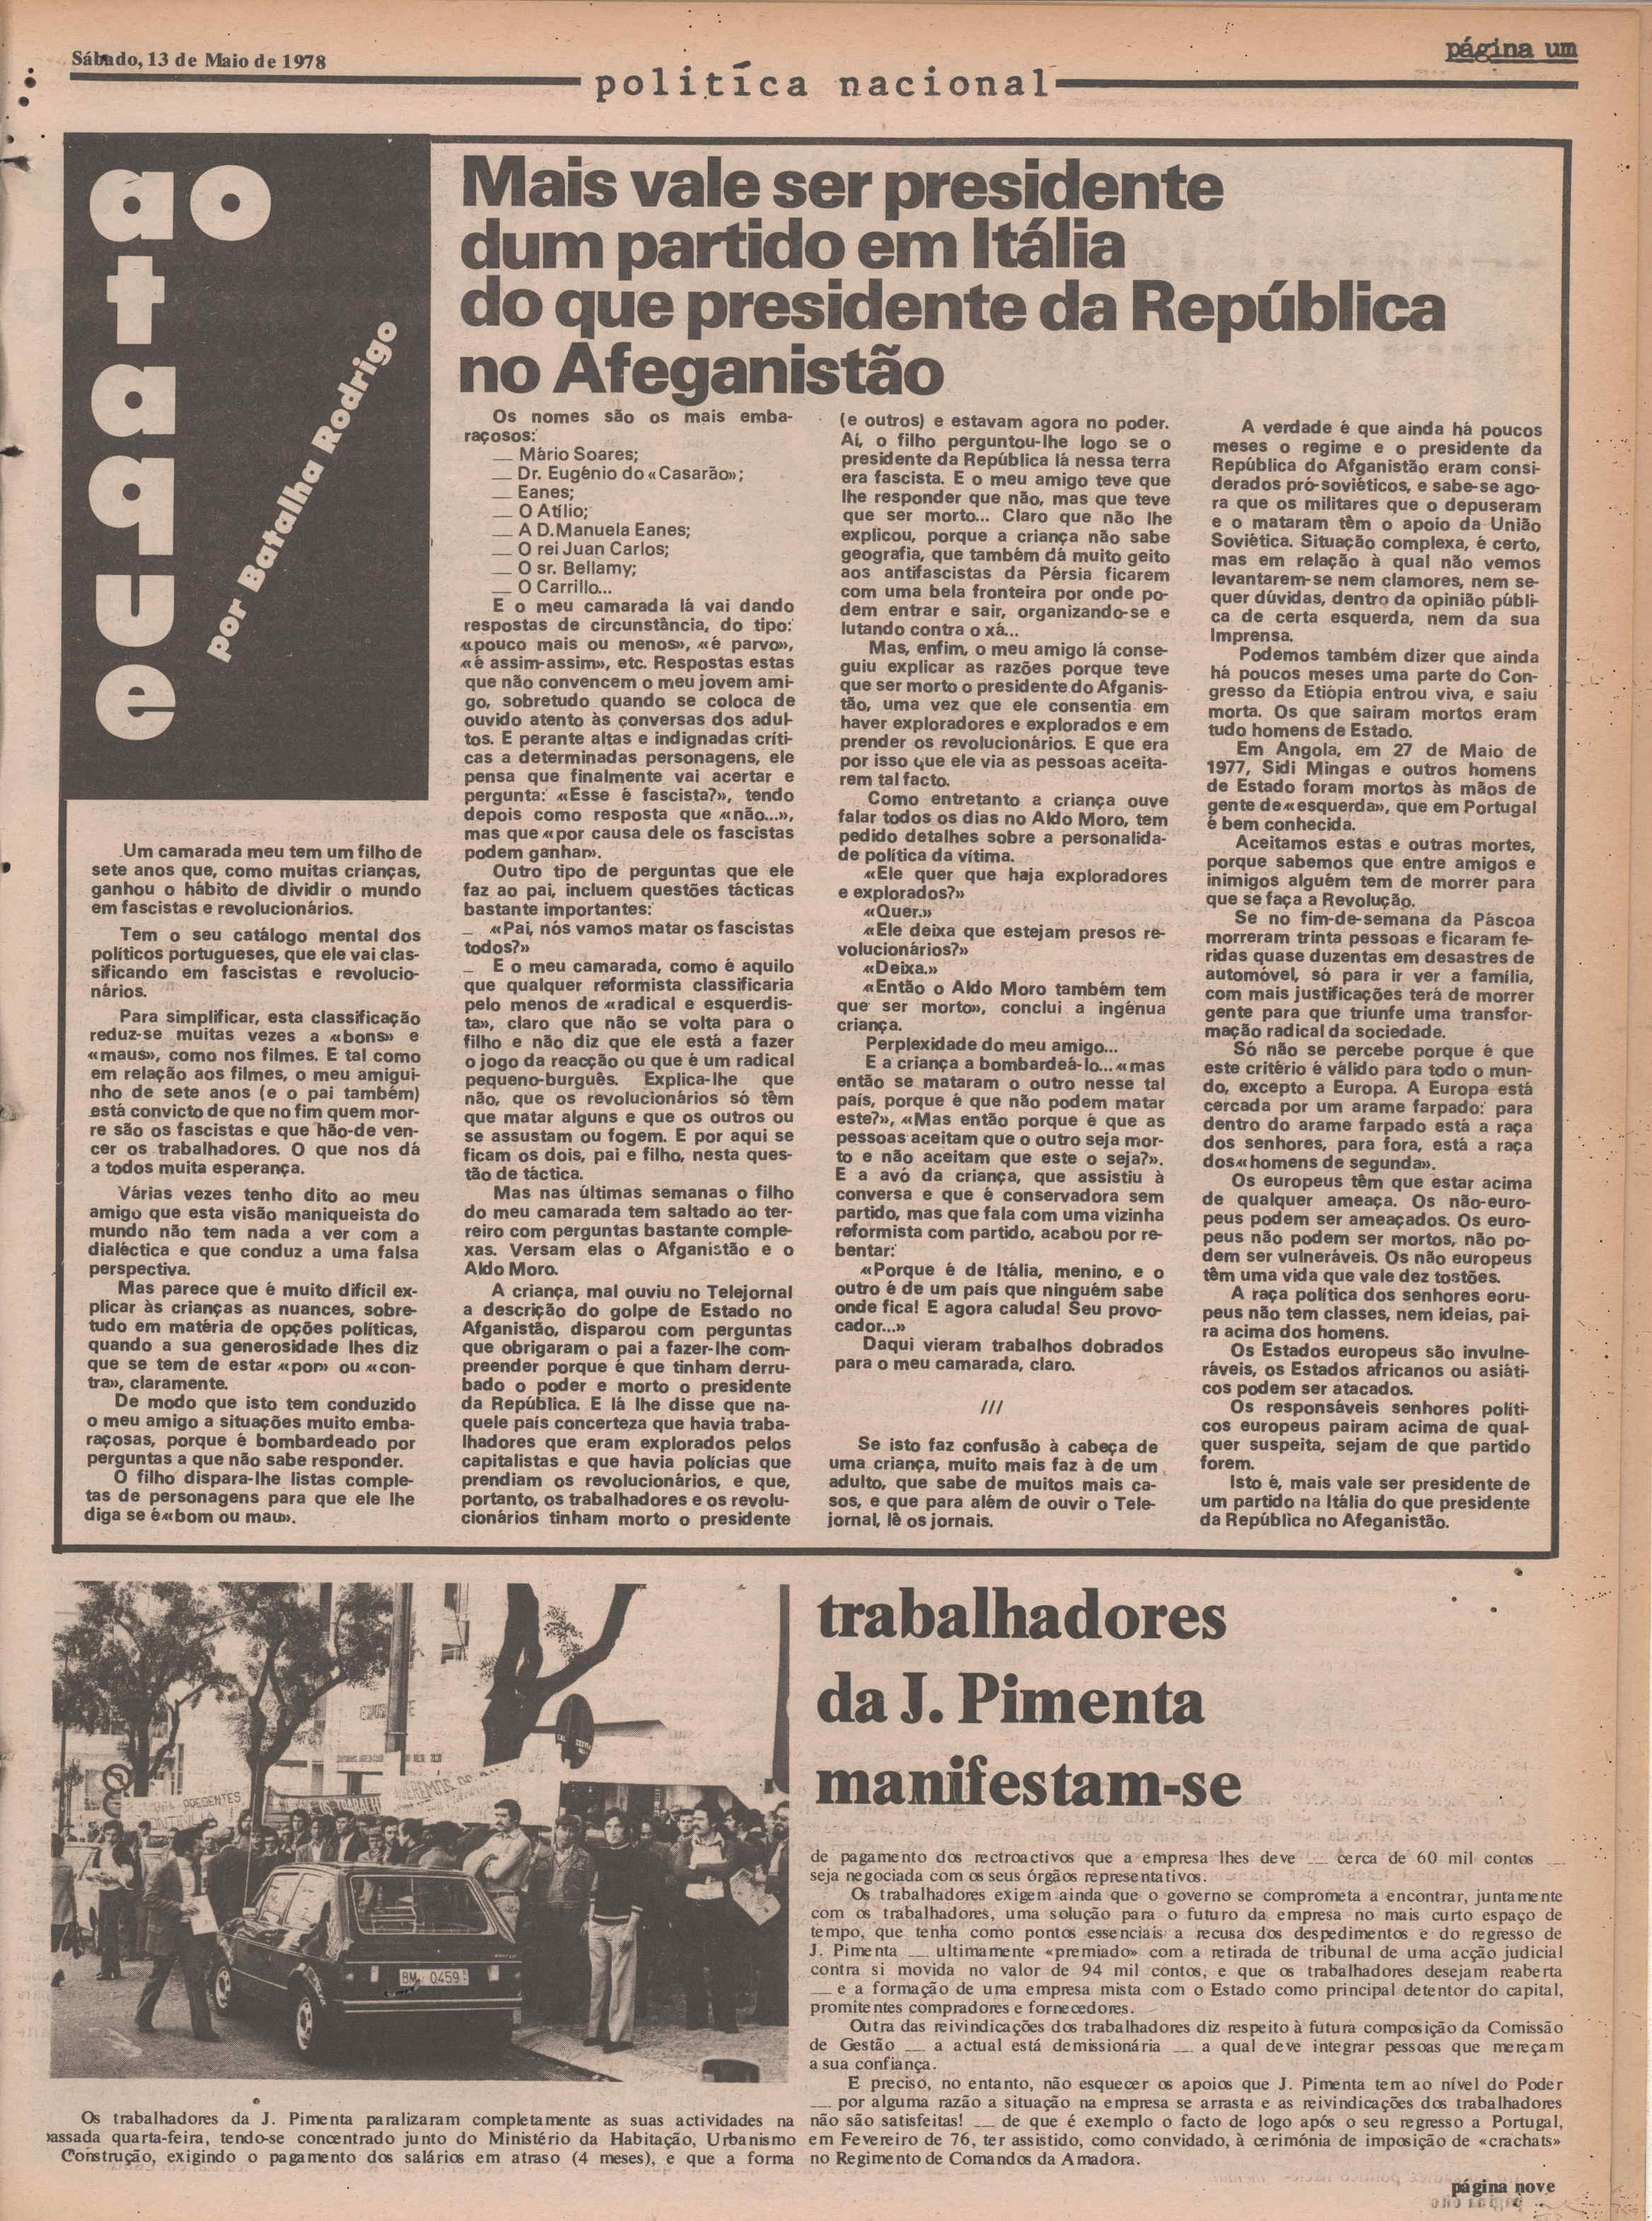 Sábado, 13 de Maio de 1978
página um
política nacional
ao
ataque
por Batalha Rodrigo
Mais vale ser presidente
dum partido em Itália
do que presidente da República
no Afeganistão
Um camarada meu tem um filho de
sete anos que, como muitas crianças,
ganhou o hábito de dividir o mundo
em fascistas e revolucionários.
Tem o seu catálogo mental dos
políticos portugueses, que ele vai clas-
sificando em fascistas e revolucio-
nários.
Para simplificar, esta classificação
reduz-se muitas vezes a «bons» e
«maus», como nos filmes. E tal como
em relação aos filmes, o meu amigui-
nho de sete anos (e o pai também)
está convicto de que no fim quem mor-
re são os fascistas e que hão-de ven-
cer os trabalhadores. O que nos dá
a todos muita esperança.
Várias vezes tenho dito ao meu
amigo que esta visão maniqueista do
mundo não tem nada a ver com a
dialéctica e que conduz a uma falsa
perspectiva.
Mas parece que é muito difícil ex-
plicar às crianças as nuances, sobre-
tudo em matéria de opções políticas,
quando a sua generosidade lhes diz
que se tem de estar «por» ou «con-
tra», claramente.
De modo que isto tem conduzido
o meu amigo a situações muito emba-
raçosas, porque é bombardeado por
perguntas a que não sabe responder.
O filho dispara-lhe listas comple-
tas de personagens para que ele lhe
diga se é«bom ou mau».
Os nomes são os mais emba-
raçosos:
__ Mário Soares;
__ Dr. Eugénio do «Casarão»;
__ Eanes;
__ O Atílio;
__ A D.Manuela Eanes;
__ O rei Juan Carlos;
__ O sr. Bellamy;
__ O Carrillo...
E o meu camarada lá vai dando
respostas de circunstância, do tipo:
«pouco mais ou menos», «é parvo»,
«é assim-assim», etc. Respostas estas
que não convencem o meu jovem ami-
go, sobretudo quando se coloca de
ouvido atento às conversas dos adul-
tos. E perante altas e indignadas críti-
cas a determinadas personagens, ele
pensa que finalmente vai acertar e
pergunta: «Esse é fascista?», tendo
depois como resposta que «não...»,
mas que «por causa dele os fascistas
podem ganhar».
Outro tipo de perguntas que ele
faz ao pai, incluem questões tácticas
bastante importantes:
_ «Pai, nós vamos matar os fascistas
todos?»
_ E o meu camarada, como é aquilo
que qualquer reformista classificaria
pelo menos de «radical e esquerdis-
ta», claro que não se volta para o
filho e não diz que ele está a fazer
o jogo da reacção ou que é um radical
pequeno-burguês. Explica-lhe que
não, que os revolucionários só têm
que matar alguns e que os outros ou
se assustam ou fogem. E por aqui se
ficam os dois, pai e filho, nesta ques-
tão de táctica.
Mas nas últimas semanas o filho
do meu camarada tem saltado ao ter-
reiro com perguntas bastante comple-
xas. Versam elas o Afganistão e o
Aldo Moro.
A criança, mal ouviu no Telejornal
a descrição do golpe de Estado no
Afganistão, disparou com perguntas
que obrigaram o pai a fazer-lhe com-
preender porque é que tinham derru-
bado o poder e morto o presidente
da República. E lá lhe disse que na-
quele país concerteza que havia traba-
lhadores que eram explorados pelos
capitalistas e que havia polícias que
prendiam os revolucionários, e que,
portanto, os trabalhadores e os revolu-
cionários tinham morto o presidente
(e outros) e estavam agora no poder.
Aí, o filho perguntou-lhe logo se o
presidente da República lá nessa terra
era fascista. E o meu amigo teve que
lhe responder que não, mas que teve
que ser morto... Claro que não lhe
explicou, porque a criança não sabe
geografia, que também dá muito geito
aos antifascistas da Pérsia ficarem
com uma bela fronteira por onde po-
dem entrar e sair, organizando-se e
lutando contra o xá...
Mas, enfim, o meu amigo lá conse-
guiu explicar as razões porque teve
que ser morto o presidente do Afganis-
tão, uma vez que ele consentia em
haver exploradores e explorados e em
prender os revolucionários. E que era
por isso que ele via as pessoas aceita-
rem tal facto.
Como entretanto a criança ouve
falar todos os dias no Aldo Moro, tem
pedido detalhes sobre a personalida-
de política da vítima.
«Ele quer que haja exploradores
e explorados?»
«Quer.»
«Ele deixa que estejam presos re-
volucionários?»
«Deixa.»
«Então o Aldo Moro também tem
que ser morto», conclui a ingénua
criança.
Perplexidade do meu amigo...
E a criança a bombardeá-lo...«mas
então se mataram o outro nesse tal
país, porque é que não podem matar
este?», «Mas então porque é que as
pessoas aceitam que o outro seja mor-
to e não aceitam que este o seja?».
E a avó da criança, que assistiu à
conversa e que é conservadora sem
partido, mas que fala com uma vizinha
reformista com partido, acabou por re-
bentar:
«Porque é de Itália, menino, e o
outro é de um país que ninguém sabe
onde fica! E agora caluda! Seu provo-
cador...»
Daqui vieram trabalhos dobrados
para o meu camarada, claro.
///
Se isto faz confusão à cabeça de
uma criança, muito mais faz à de um
adulto, que sabe de muitos mais ca-
sos, e que para além de ouvir o Tele-
jornal, lê os jornais.
A verdade é que ainda há poucos
meses o regime e o presidente da
República do Afganistão eram consi-
derados pró-soviéticos, e sabe-se ago-
ra que os militares que o depuseram
e o mataram têm o apoio da União
Soviética. Situação complexa, é certo,
mas em relação à qual não vemos
levantarem-se nem clamores, nem se-
quer dúvidas, dentro da opinião públi-
ca de certa esquerda, nem da sua
Imprensa.
Podemos também dizer que ainda
há poucos meses uma parte do Con-
gresso da Etiópia entrou viva, e saiu
morta. Os que sairam mortos eram
tudo homens de Estado.
Em Angola, em 27 de Maio de
1977, Sidi Mingas e outros homens
de Estado foram mortos às mãos de
gente de«esquerda», que em Portugal
é bem conhecida.
Aceitamos estas e outras mortes,
porque sabemos que entre amigos e
inimigos alguém tem de morrer para
que se faça a Revolução.
Se no fim-de-semana da Páscoa
morreram trinta pessoas e ficaram fe-
ridas quase duzentas em desastres de
automóvel, só para ir ver a família,
com mais justificações terá de morrer
gente para que triunfe uma transfor-
mação radical da sociedade.
Só não se percebe porque é que
este critério é válido para todo o mun-
do, excepto a Europa. A Europa está
cercada por um arame farpado: para
dentro do arame farpado está a raça
dos senhores, para fora, está a raça
dos«homens de segunda».
Os europeus têm que estar acima
de qualquer ameaça. Os não-euro-
peus podem ser ameaçados. Os euro-
peus não podem ser mortos, não po-
dem ser vulneráveis. Os não europeus
têm uma vida que vale dez tostões.
A raça política dos senhores eoru-
peus não tem classes, nem ideias, pai-
ra acima dos homens.
Os Estados europeus são invulne-
ráveis, os Estados africanos ou asiáti-
cos podem ser atacados.
Os responsáveis senhores políti-
cos europeus pairam acima de qual-
quer suspeita, sejam de que partido
forem.
Isto é, mais vale ser presidente de
um partido na Itália do que presidente
da República no Afeganistão.
PRESENTES
OS TRABALH
BM 0459
trabalhadores
da J. Pimenta
manifestam-se
Os trabalhadores da J. Pimenta paralizaram completamente as suas actividades na
passada quarta-feira, tendo-se concentrado junto do Ministério da Habitação, Urbanismo
Construção, exigindo o pagamento dos salários em atraso (4 meses), e que a forma
de pagamento dos rectroactivos que a empresa lhes deve __ cerca de 60 mil contos __
seja negociada com os seus órgãos representativos.
Os trabalhadores exigem ainda que o governo se comprometa a encontrar, juntamente
com os trabalhadores, uma solução para o futuro da empresa no mais curto espaço de
tempo, que tenha como pontos essenciais a recusa dos despedimentos e do regresso de
J. Pimenta __ ultimamente «premiado» com a retirada de tribunal de uma acção judicial
contra si movida no valor de 94 mil contos, e que os trabalhadores desejam reaberta
__ e a formação de uma empresa mista com o Estado como principal detentor do capital,
promitentes compradores e fornecedores.
Outra das reivindicações dos trabalhadores diz respeito à futura composição da Comissão
de Gestão __ a actual está demissionária __ a qual deve integrar pessoas que mereçam
a sua confiança.
E preciso, no entanto, não esquecer os apoios que J. Pimenta tem ao nível do Poder
__ por alguma razão a situação na empresa se arrasta e as reivindicações dos trabalhadores
não são satisfeitas! __ de que é exemplo o facto de logo após o seu regresso a Portugal,
em Fevereiro de 76, ter assistido, como convidado, à cerimónia de imposição de «crachats»
no Regimento de Comandos da Amadora.
página nove